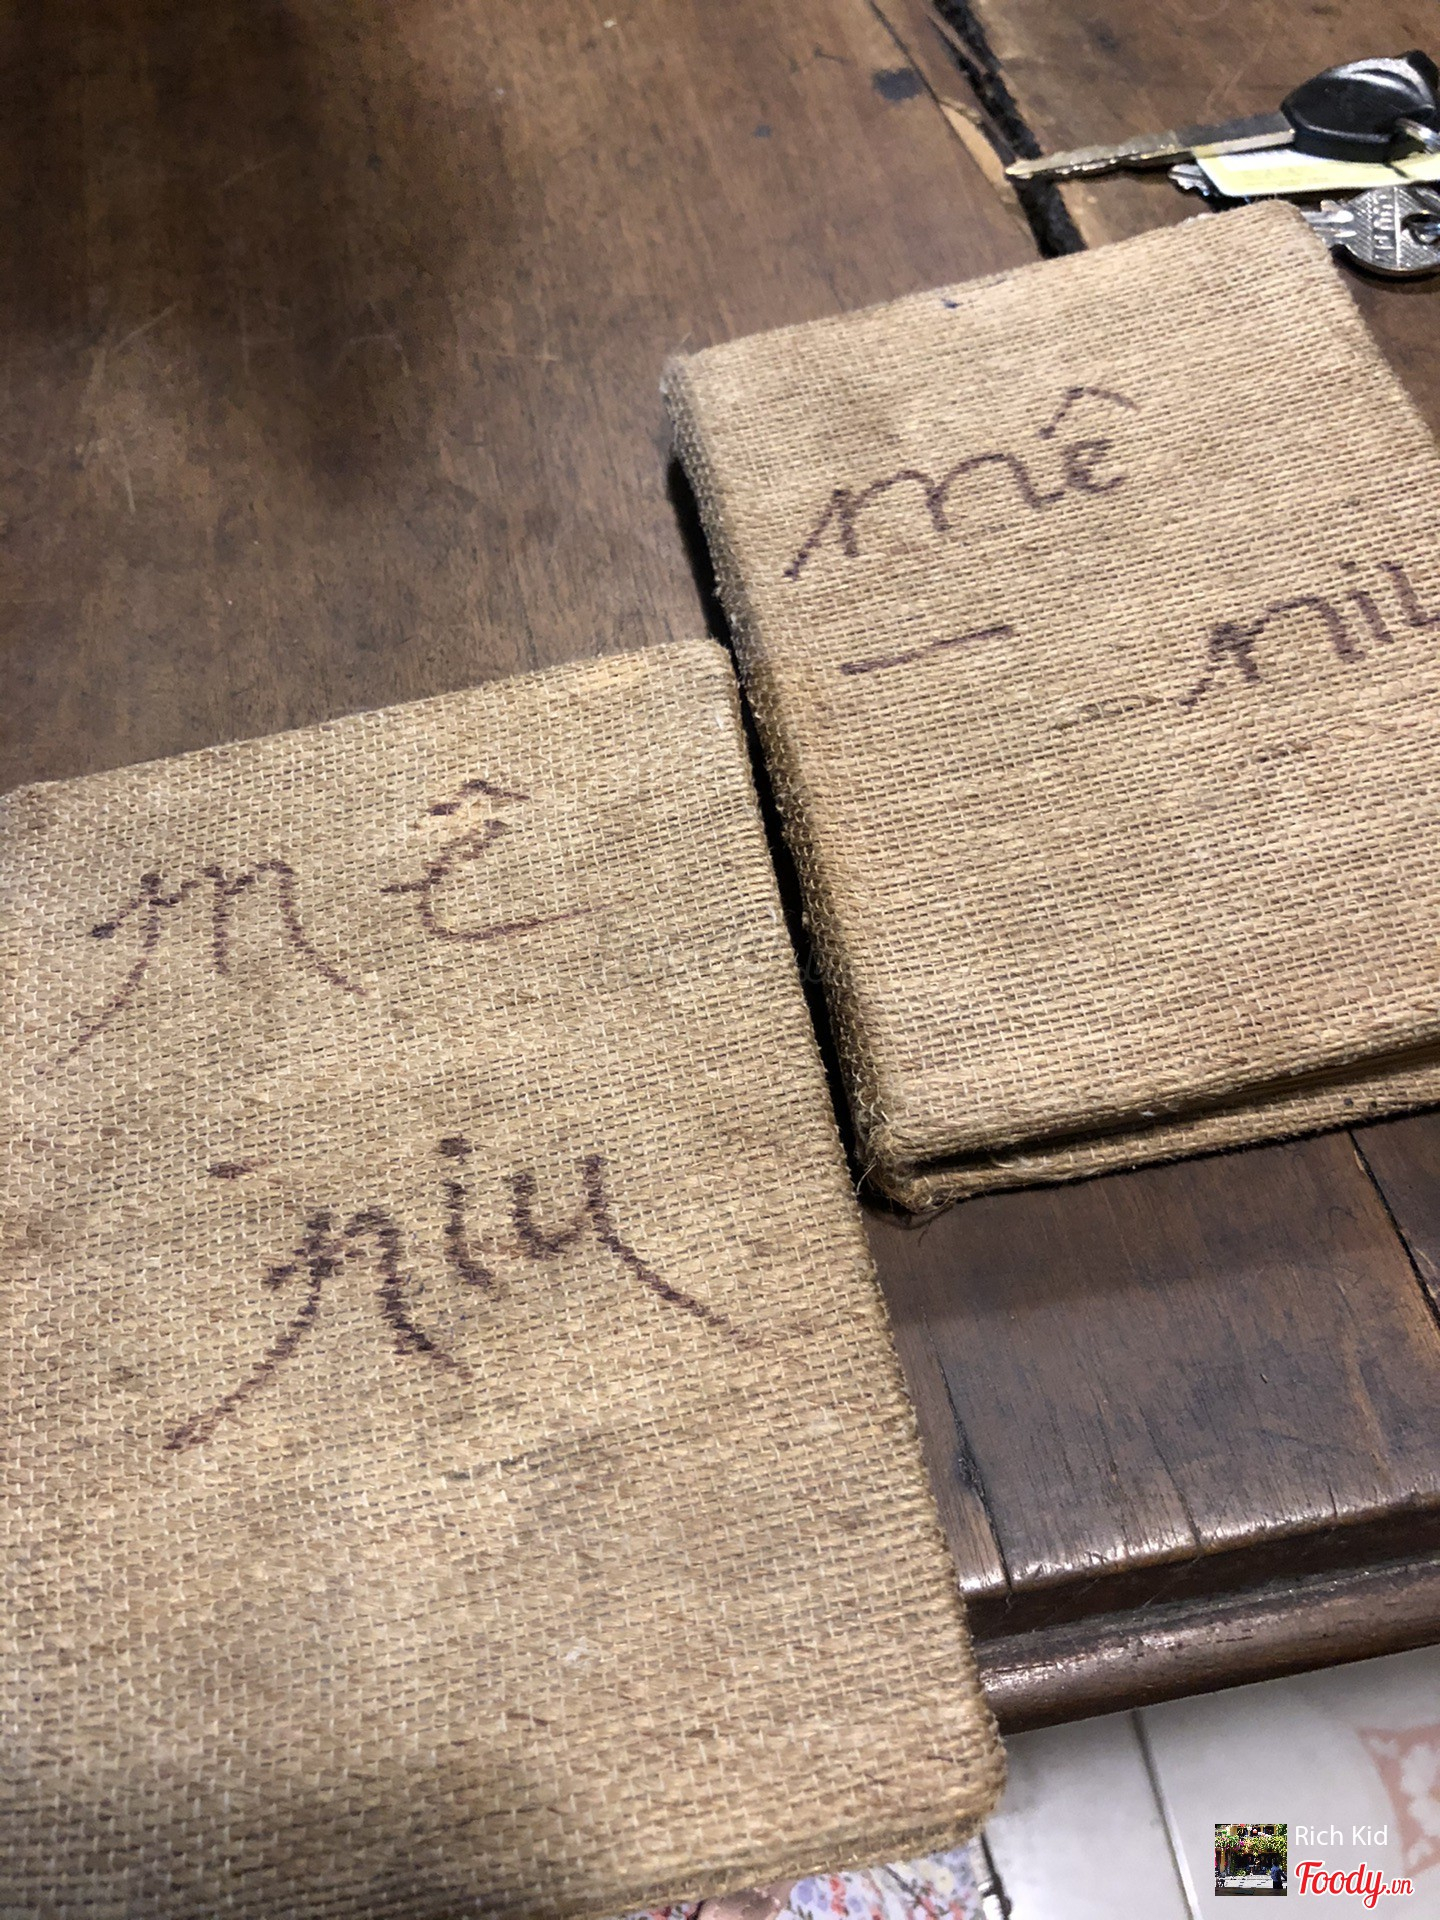 mê
- niu
mê
- niu
Rich Kid
Foody.vn